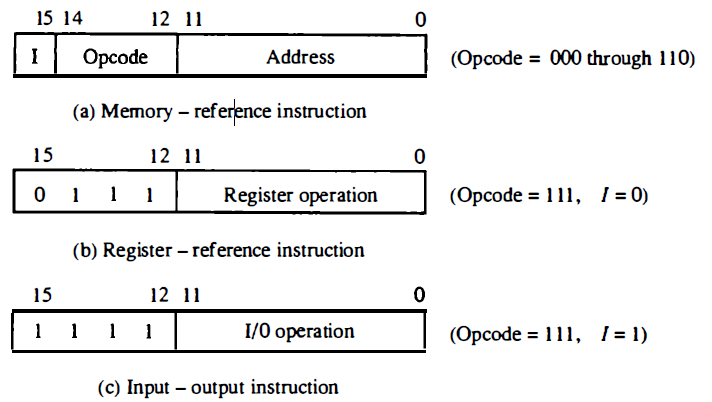 15 14 12 11 0
I Opcode Address (Opcode = 000 through 110)
(a) Memory – reference instruction
15 12 11 0
0 1 1 1 Register operation (Opcode = 111, I = 0)
(b) Register – reference instruction
15 12 11 0
1 1 1 1 I/0 operation (Opcode = 111, I = 1)
(c) Input – output instruction